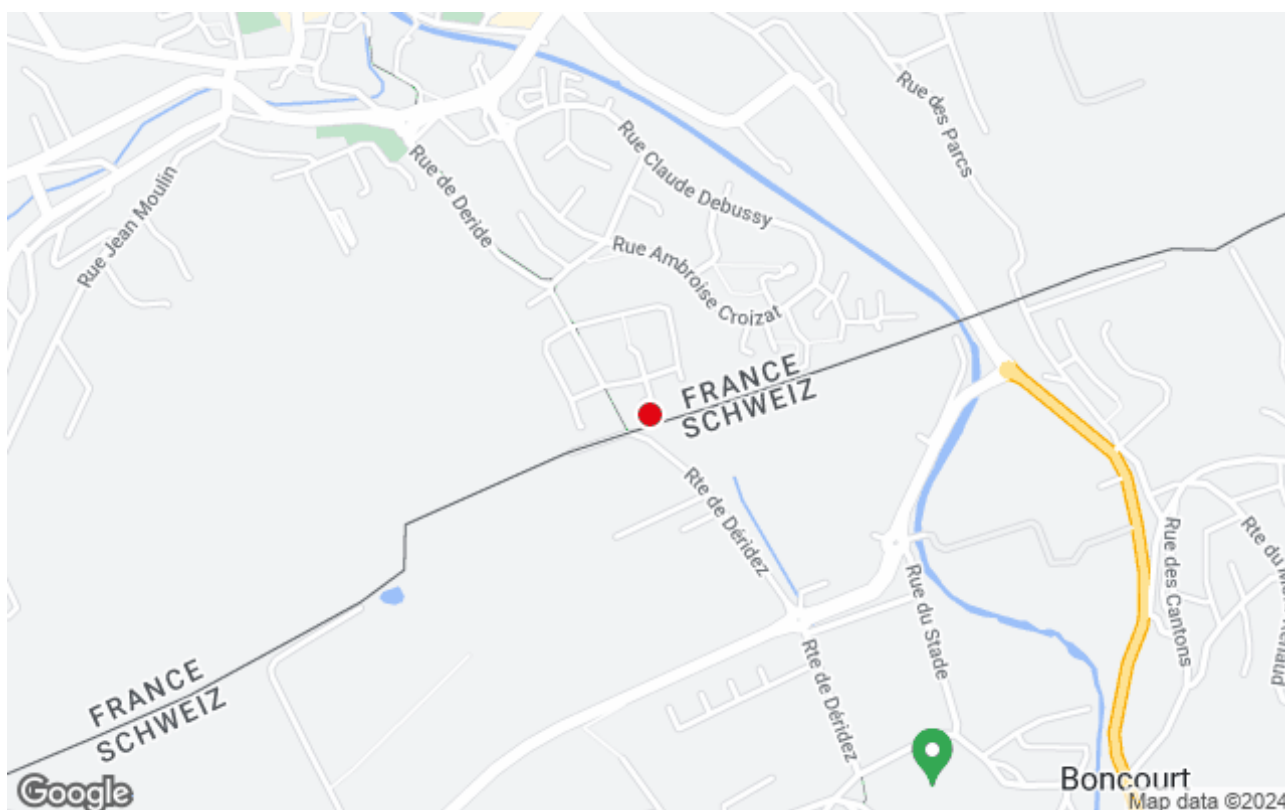 Rue des Parcs
Rue Claude Debussy
Rue de Deride
Rue Jean Moulin
Rue Ambroise Croizat
FRANCE
SCHWEIZ
Rte de Déridez
Rue du Stade
Rue des Cantons
Rte de Déridez
FRANCE
SCHWEIZ
Boncourt
Google
Map data ©2024